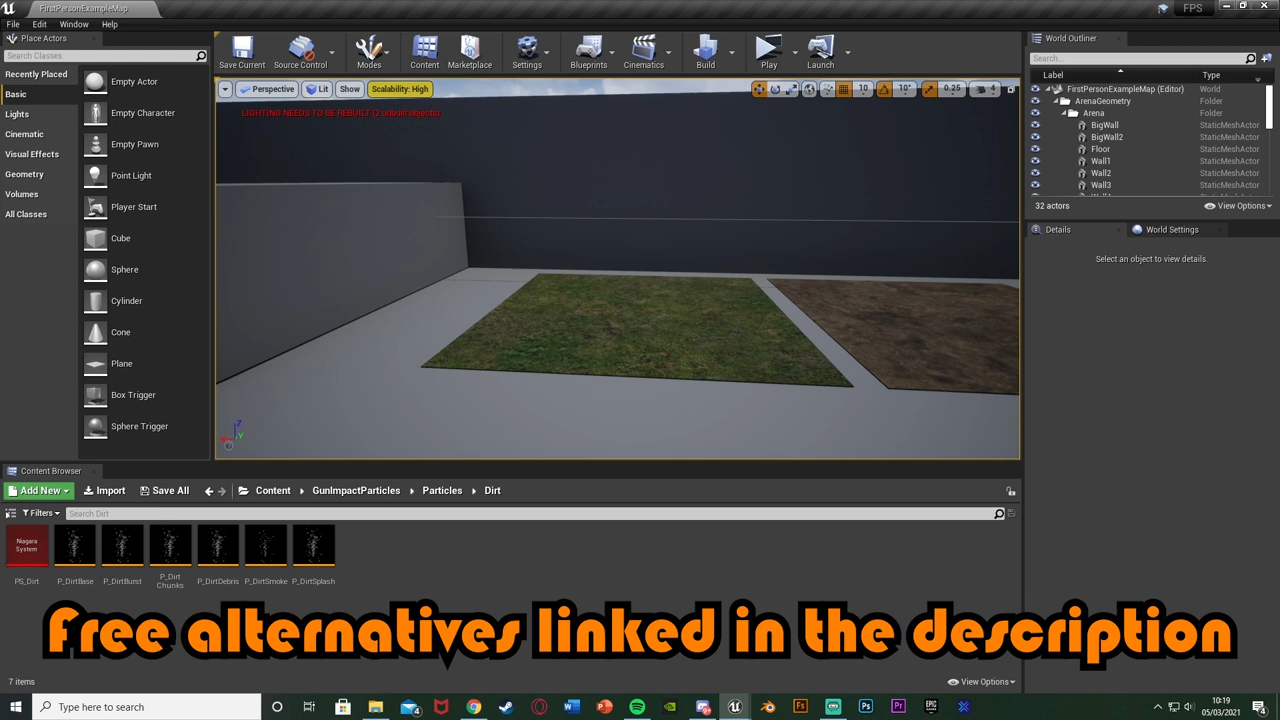 FirstPersonExampleMap
FPS
File Edit Window Help
Place Actors
Search Classes
Recently Placed
Basic
Lights
Cinematic
Visual Effects
Geometry
Volumes
All Classes
Empty Actor
Empty Character
Empty Pawn
Point Light
Player Start
Cube
Sphere
Cylinder
Cone
Plane
Box Trigger
Sphere Trigger
Save Current Source Control Modes Content Marketplace Settings Blueprints Cinematics Build Play Launch
Perspective Lit Show Scalability: High 10 10° 0.25 4
LIGHTING NEEDS TO BE REBUILT (2 unbuilt objects)
Z
Y
World Outliner
Search...
Label Type
FirstPersonExampleMap (Editor) World
ArenaGeometry Folder
Arena Folder
BigWall StaticMeshActor
BigWall2 StaticMeshActor
Floor StaticMeshActor
Wall1 StaticMeshActor
Wall2 StaticMeshActor
Wall3 StaticMeshActor
32 actors View Options
Details World Settings
Select an object to view details.
Content Browser
Add New Import Save All Content GunImpactParticles Particles Dirt
Filters Search Dirt
Niagara System
PS_Dirt P_DirtBase P_DirtBurst P_Dirt Chunks P_DirtDebris P_DirtSmoke P_DirtSplash
Free alternatives linked in the description
7 items View Options
Type here to search
10:19
05/03/2021